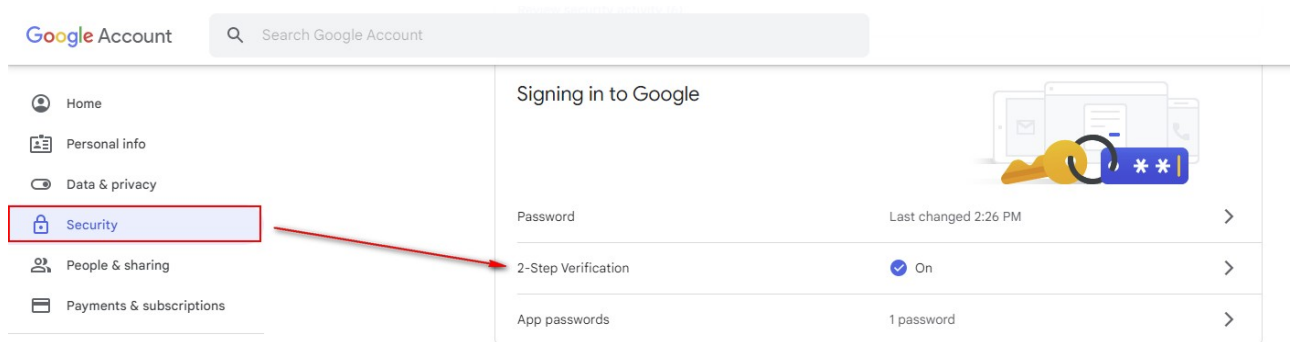 Google Account
Search Google Account
Home
Personal info
Data & privacy
Security
People & sharing
Payments & subscriptions
Signing in to Google
**
Password Last changed 2:26 PM
2-Step Verification On
App passwords 1 password